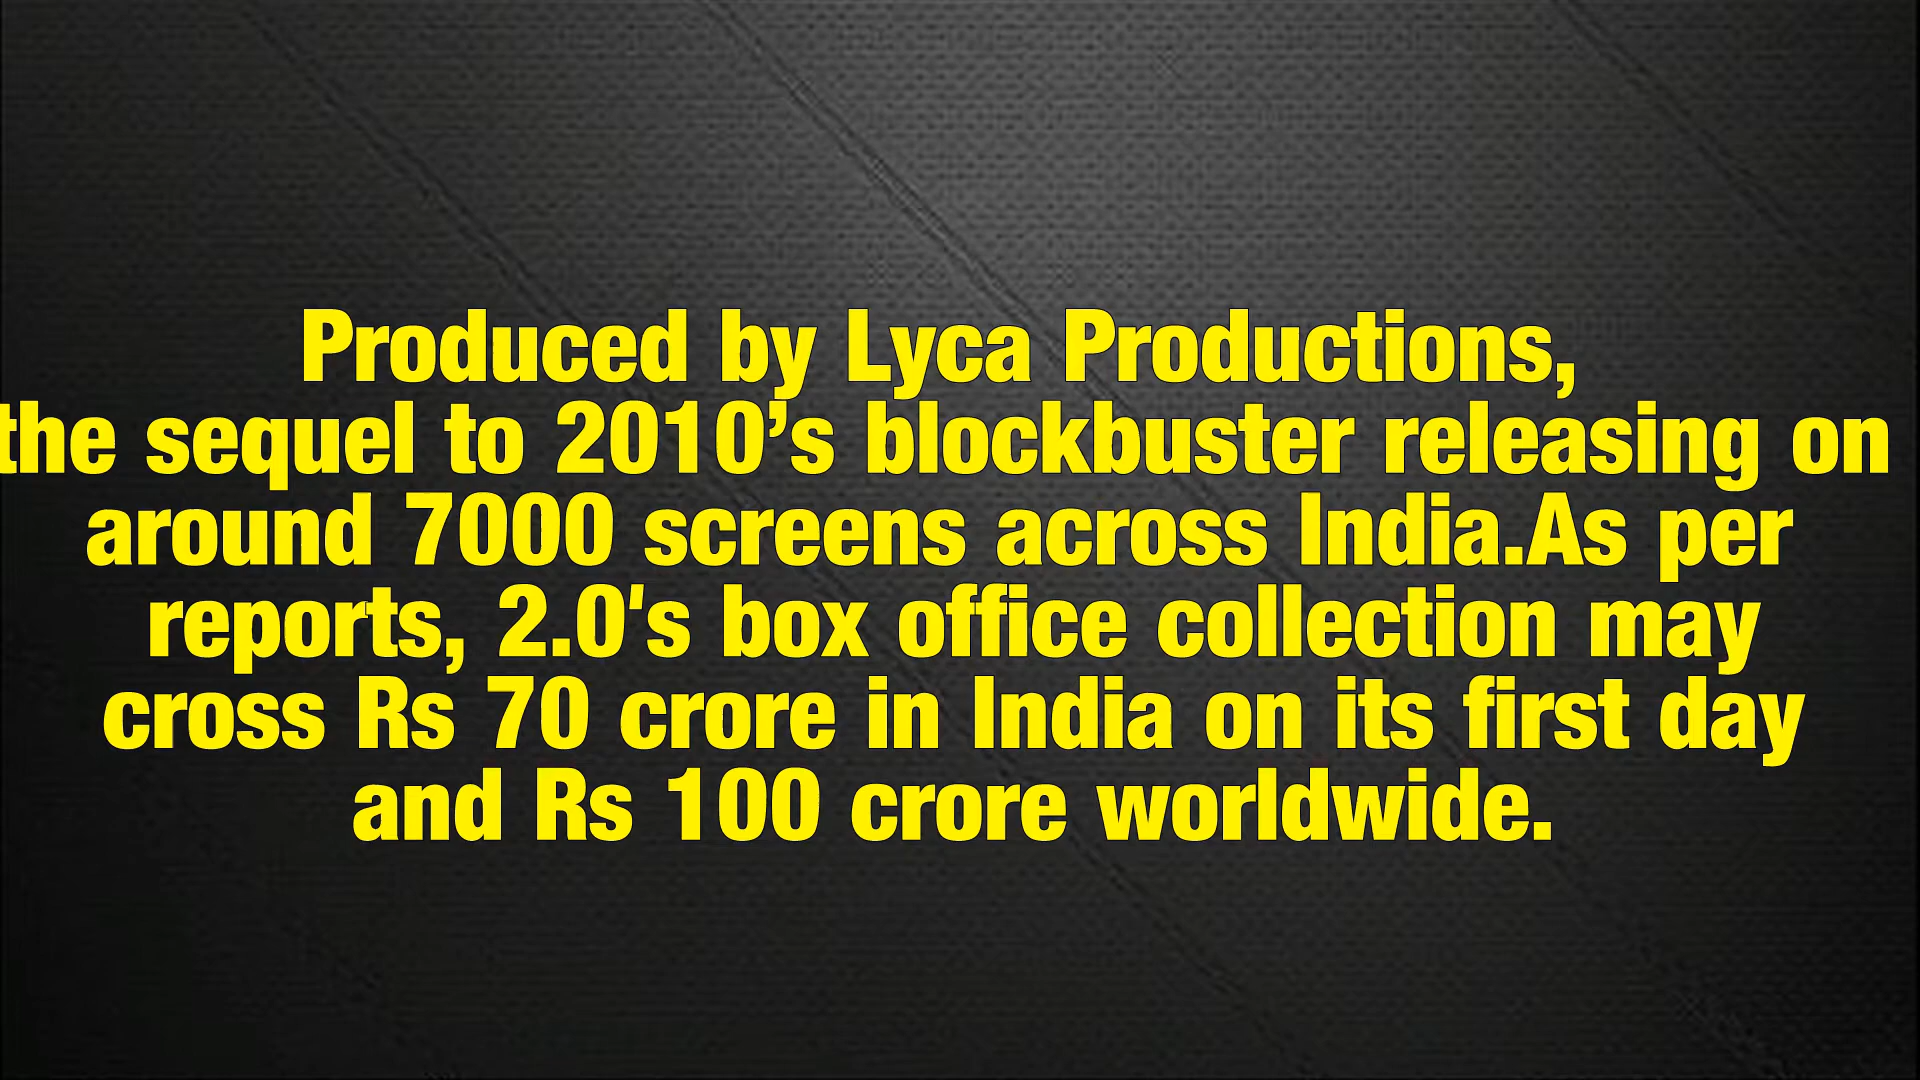 Produced by Lyca Productions,
the sequel to 2010’s blockbuster releasing on
around 7000 screens across India.As per
reports, 2.0's box office collection may
cross Rs 70 crore in India on its first day
and Rs 100 crore worldwide.